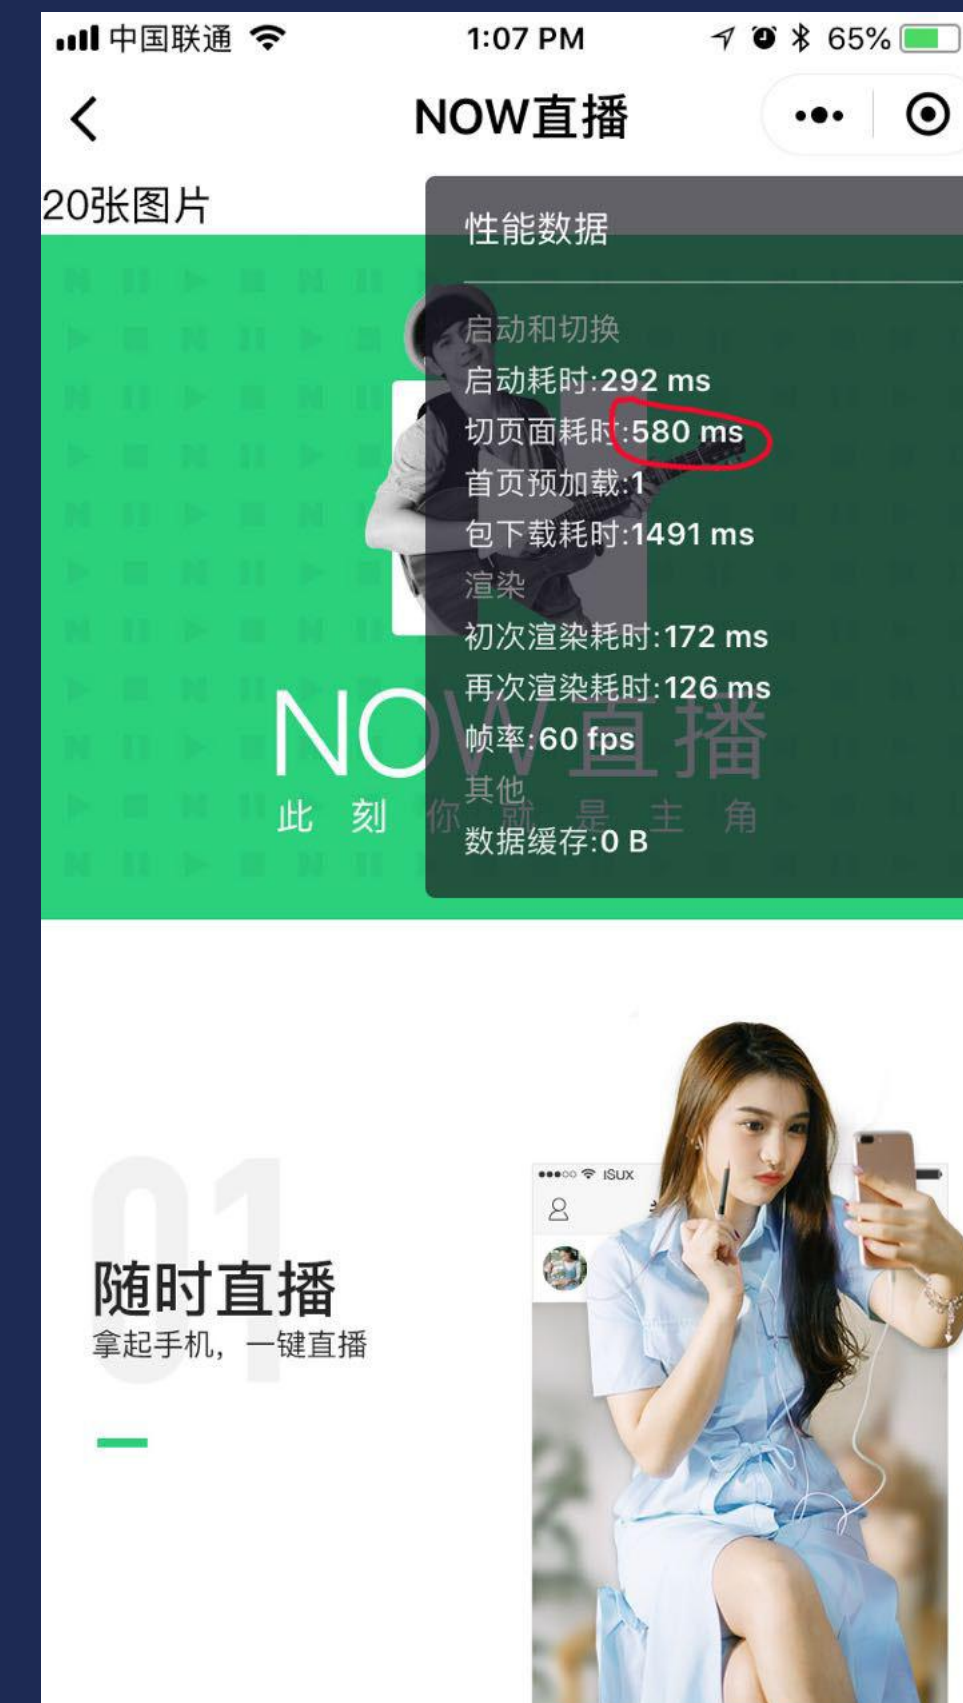 中国联通 1:07 PM 65%
NOW直播
20张图片
性能数据
启动和切换
启动耗时:292 ms
切页面耗时:580 ms
首页预加载:1
包下载耗时:1491 ms
渲染
初次渲染耗时:172 ms
再次渲染耗时:126 ms
帧率:60 fps
其他
数据缓存:0 B
NOW直播
此刻你就是主角
01
随时直播
拿起手机，一键直播
ISUX